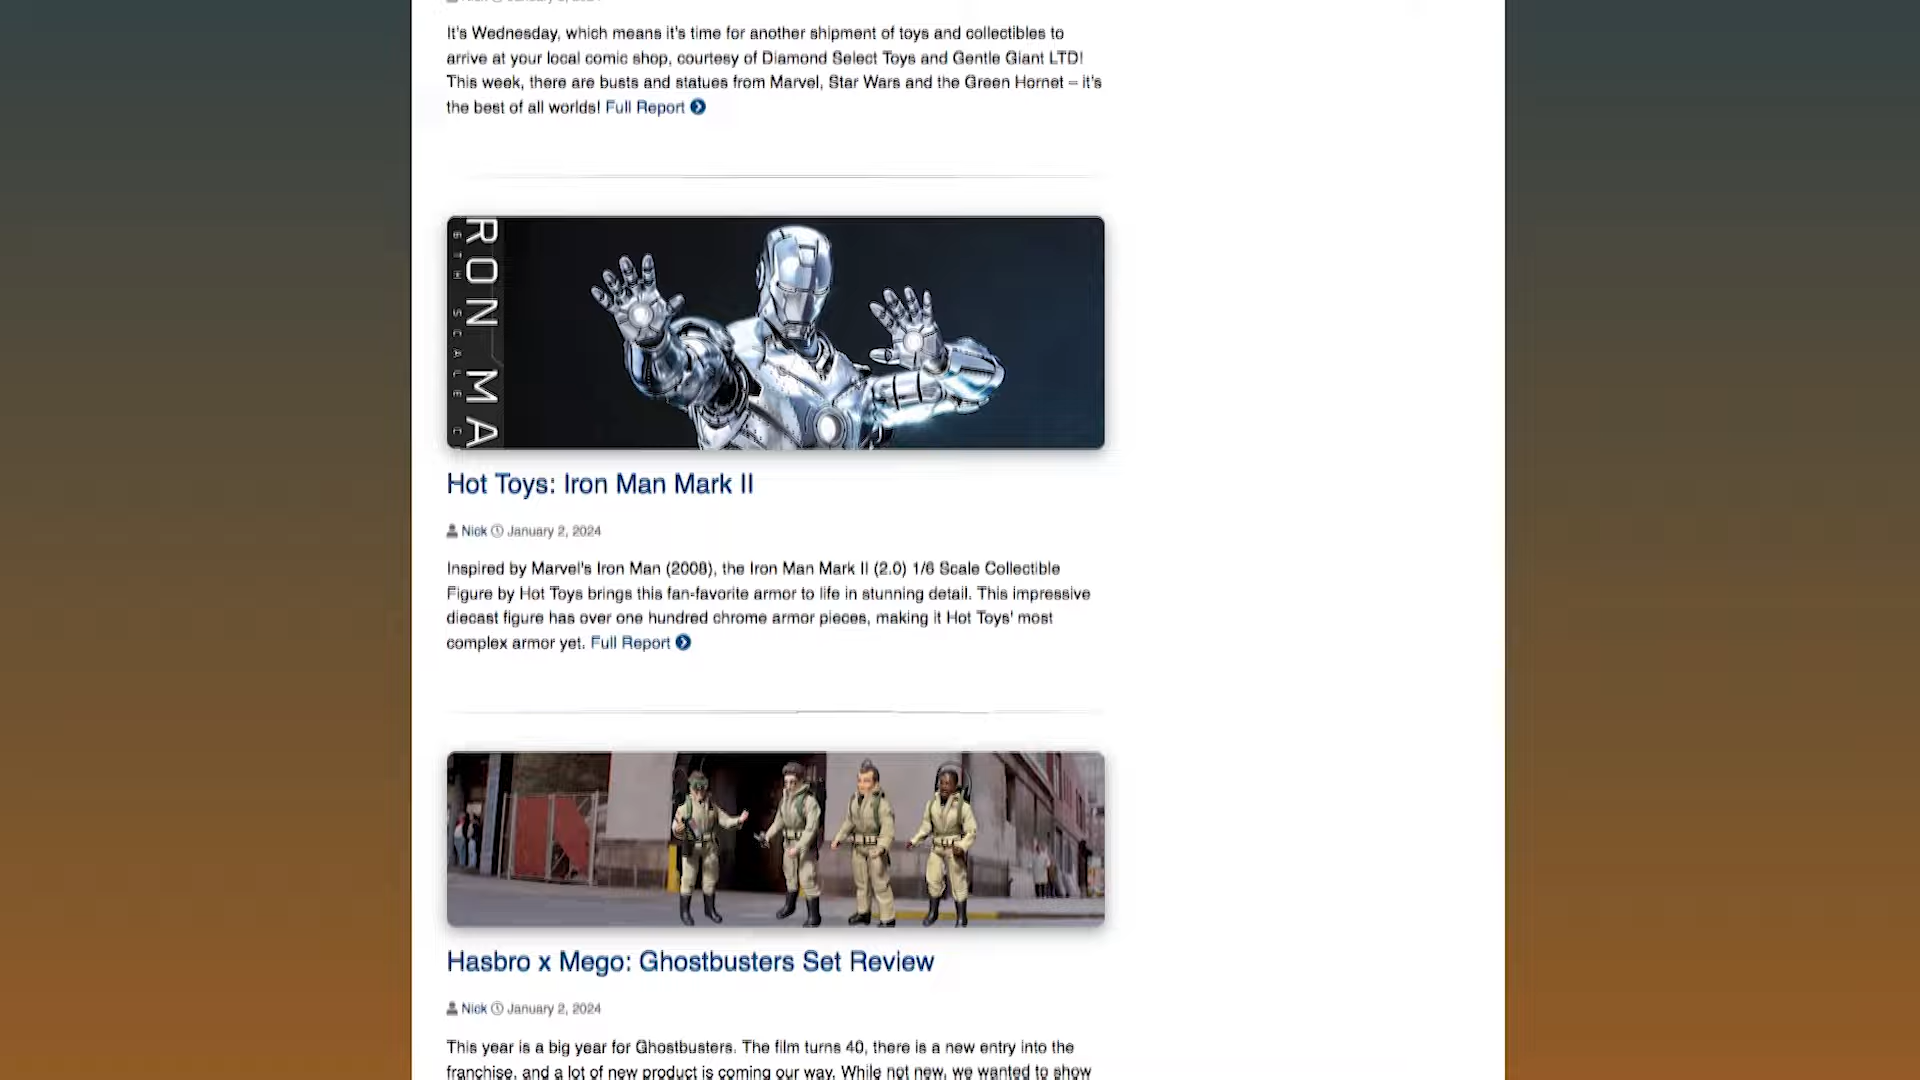 It's Wednesday, which means it's time for another shipment of toys and collectibles to
arrive at your local comic shop, courtesy of Diamond Select Toys and Gentle Giant LTD!
This week, there are busts and statues from Marvel, Star Wars and the Green Hornet – it's
the best of all worlds! Full Report
RON MA
6TH SCALE C
Hot Toys: Iron Man Mark II
Nick January 2, 2024
Inspired by Marvel's Iron Man (2008), the Iron Man Mark II (2.0) 1/6 Scale Collectible
Figure by Hot Toys brings this fan-favorite armor to life in stunning detail. This impressive
diecast figure has over one hundred chrome armor pieces, making it Hot Toys' most
complex armor yet. Full Report
Hasbro x Mego: Ghostbusters Set Review
Nick January 2, 2024
This year is a big year for Ghostbusters. The film turns 40, there is a new entry into the
franchise, and a lot of new product is coming our way. While not new, we wanted to show